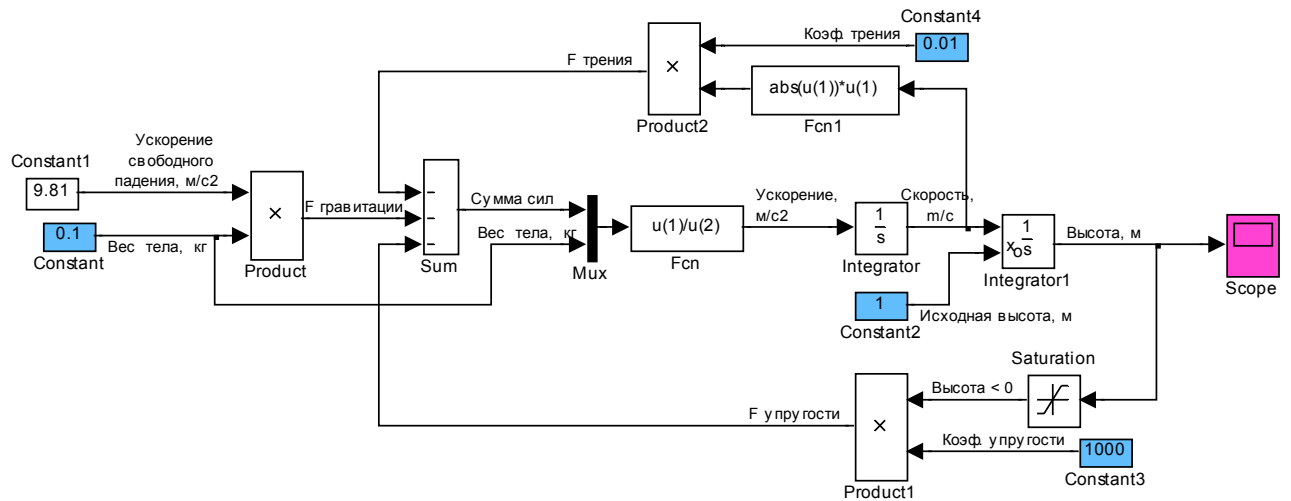 Constant4
Коэф. трения
0.01
F трения
×
abs(u(1))*u(1)
Product2
Fcn1
Ускорение
свободного
падения, м/с2
Constant1
9.81
×
F гравитации
0.1
Вес тела, кг
Constant
Product
−
−
−
Sum
Сумма сил
Вес тела, кг
Mux
u(1)/u(2)
Fcn
Ускорение,
м/с2
1
s
Integrator
Скорость,
m/c
1
xo s
Integrator1
Высота, м
Scope
1
Constant2
Исходная высота, м
Saturation
Высота < 0
F упругости
×
Коэф. упругости
1000
Constant3
Product1